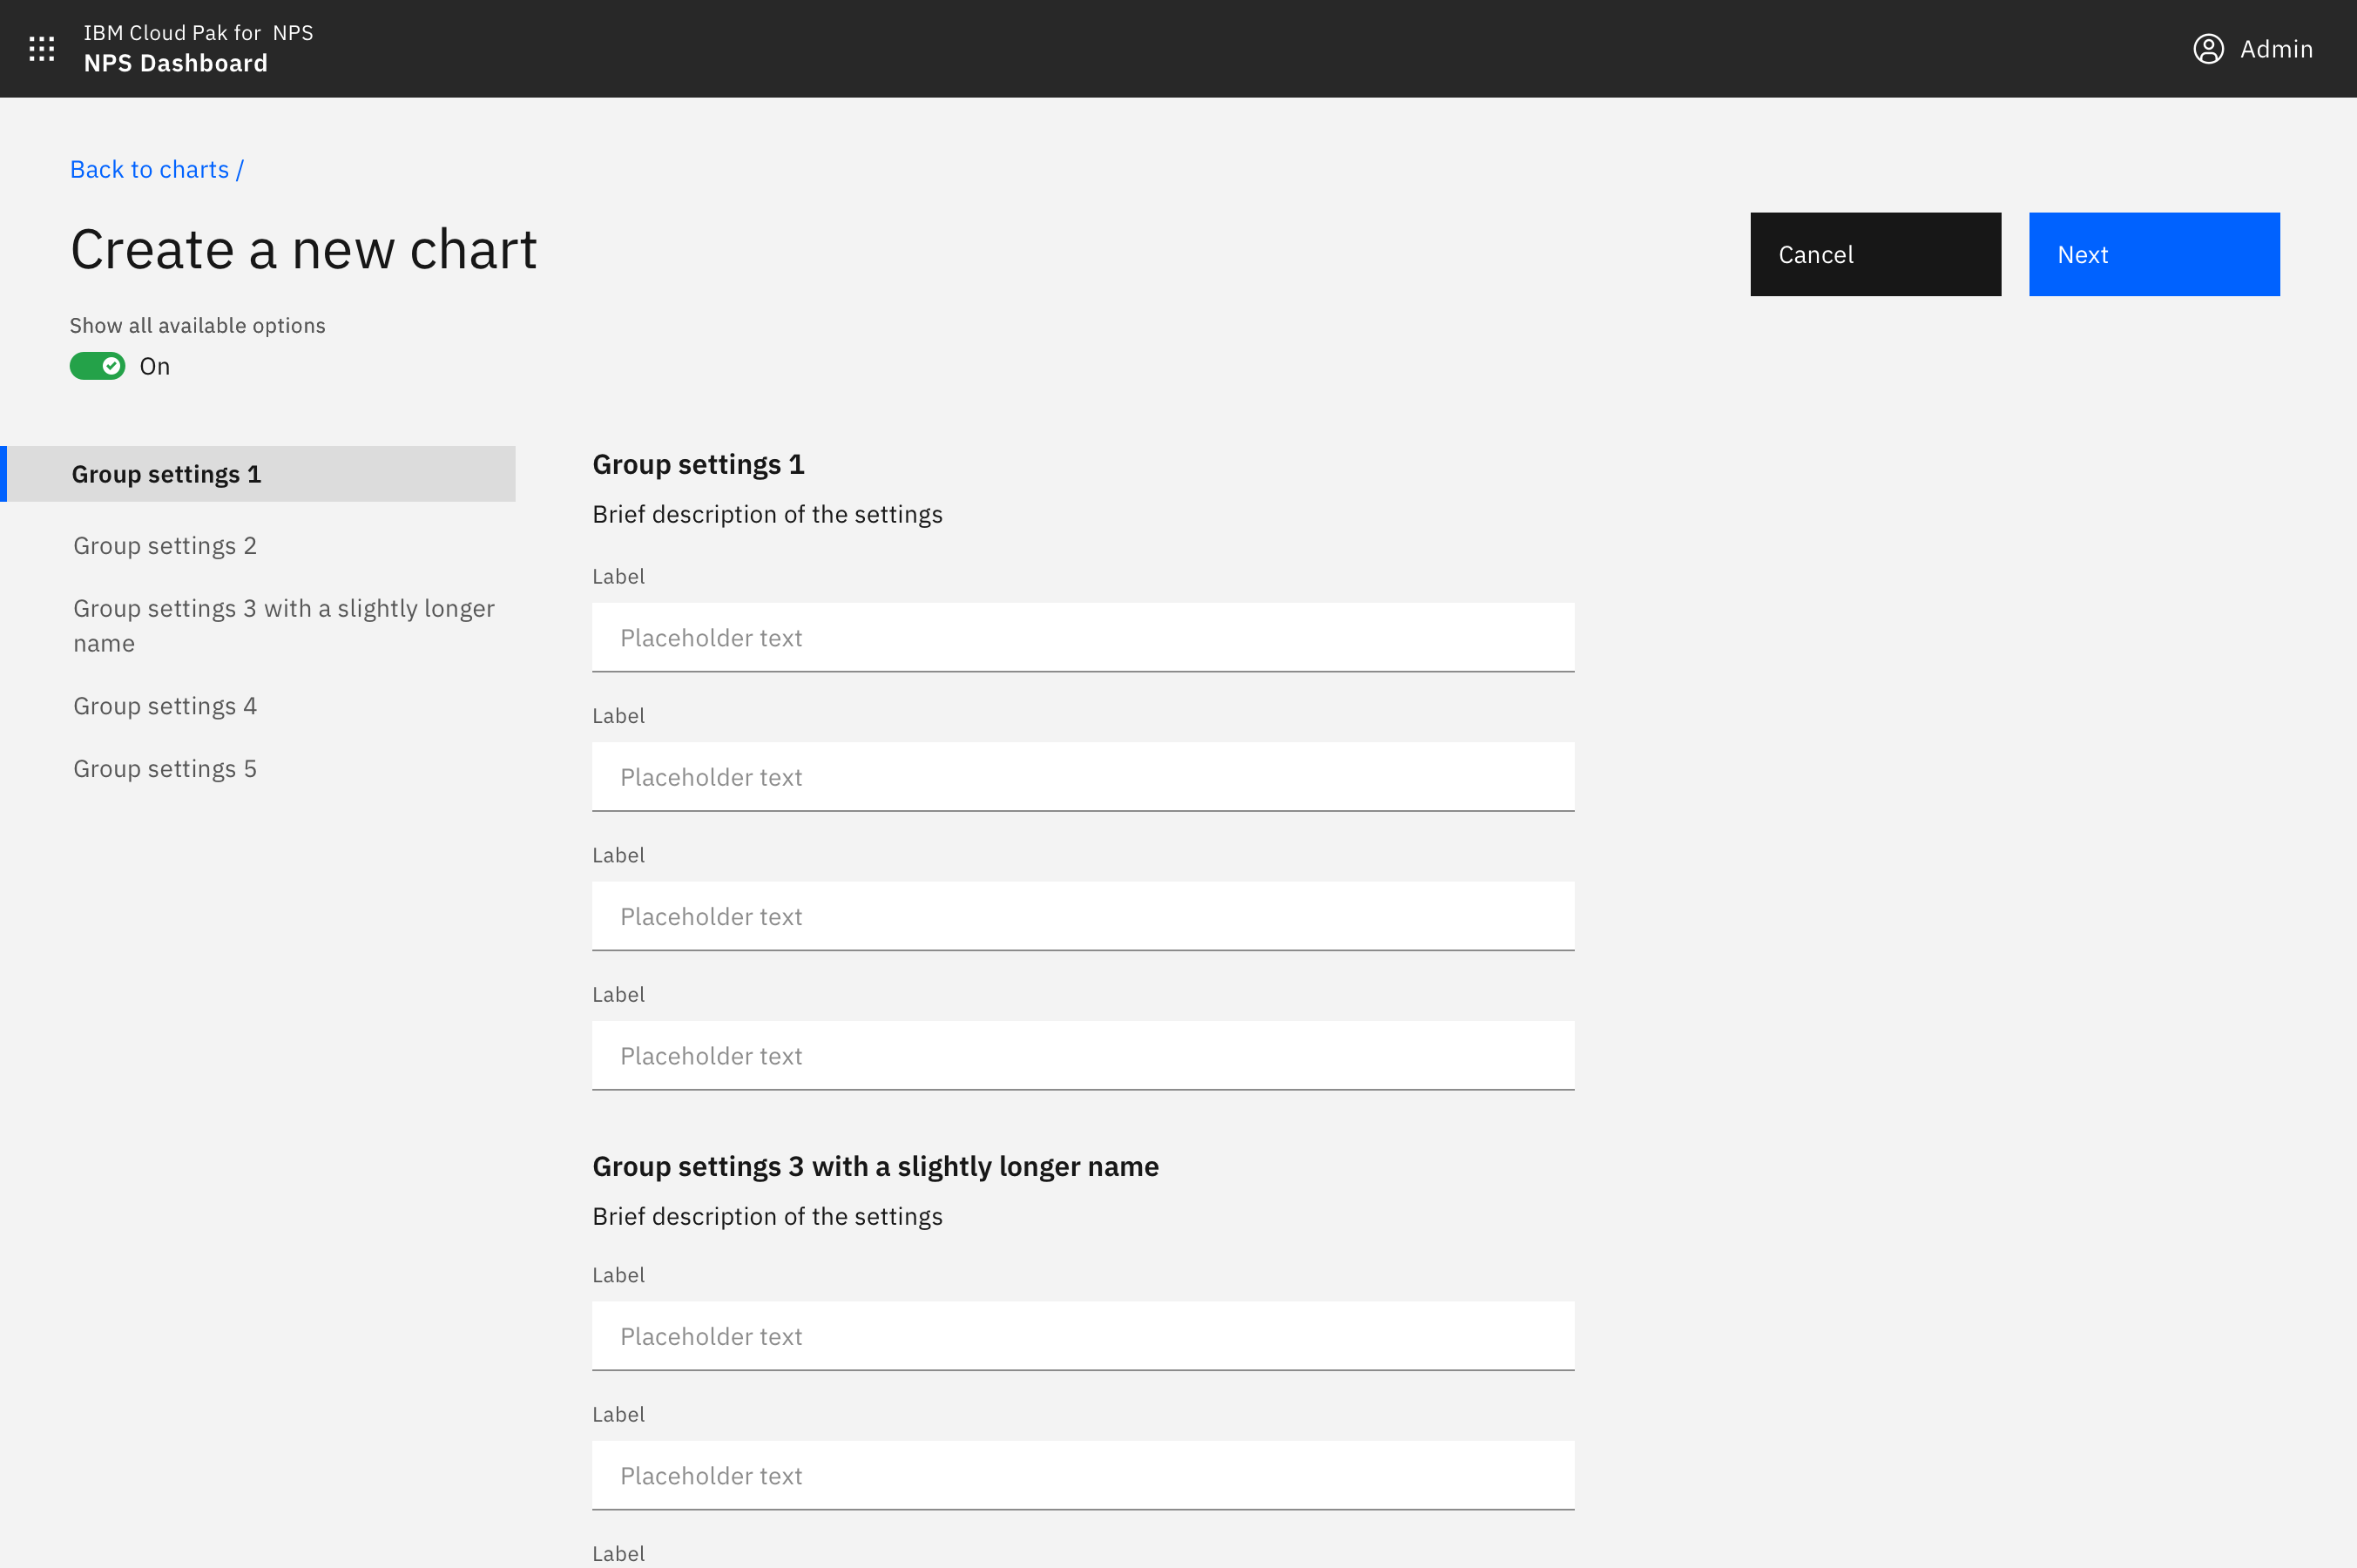 IBM Cloud Pak for  NPS
NPS Dashboard
Admin
Back to charts /
Create a new chart
Cancel
Next
Show all available options
On
Group settings 1
Group settings 2
Group settings 3 with a slightly longer
name
Group settings 4
Group settings 5
Group settings 1
Brief description of the settings
Label
Placeholder text
Label
Placeholder text
Label
Placeholder text
Label
Placeholder text
Group settings 3 with a slightly longer name
Brief description of the settings
Label
Placeholder text
Label
Placeholder text
Label